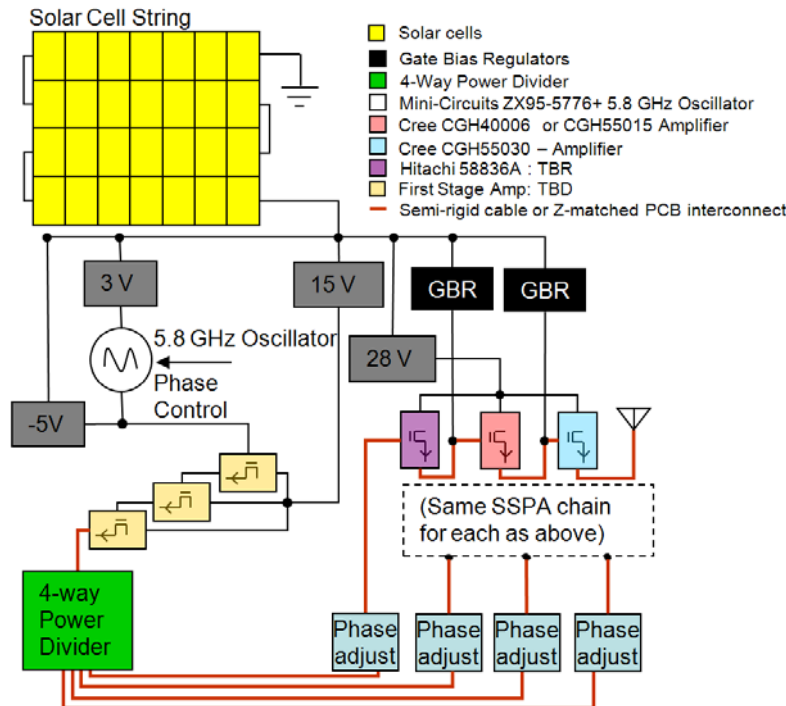 Solar Cell String
Solar cells
Gate Bias Regulators
4-Way Power Divider
Mini-Circuits ZX95-5776+ 5.8 GHz Oscillator
Cree CGH40006 or CGH55015 Amplifier
Cree CGH55030 – Amplifier
Hitachi 58836A : TBR
First Stage Amp: TBD
Semi-rigid cable or Z-matched PCB interconnect
3 V
15 V
GBR
GBR
5.8 GHz Oscillator
28 V
Phase
Control
-5V
(Same SSPA chain
for each as above)
4-way
Power
Divider
Phase
adjust
Phase
adjust
Phase
adjust
Phase
adjust